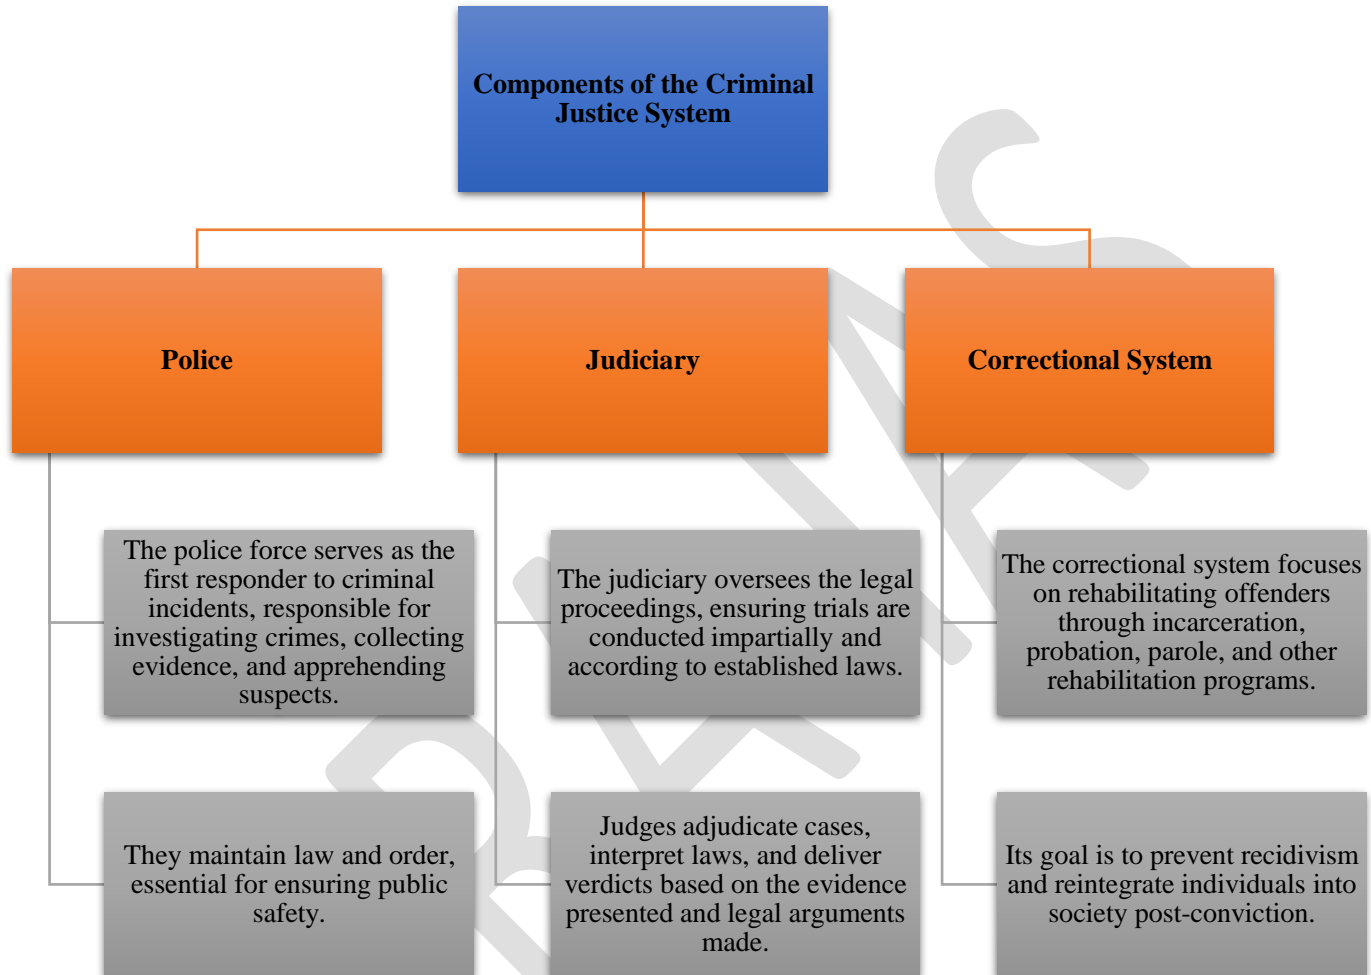 Components of the Criminal
Justice System
Police
Judiciary
Correctional System
The police force serves as the
first responder to criminal
incidents, responsible for
investigating crimes, collecting
evidence, and apprehending
suspects.
The judiciary oversees the legal
proceedings, ensuring trials are
conducted impartially and
according to established laws.
The correctional system focuses
on rehabilitating offenders
through incarceration,
probation, parole, and other
rehabilitation programs.
They maintain law and order,
essential for ensuring public
safety.
Judges adjudicate cases,
interpret laws, and deliver
verdicts based on the evidence
presented and legal arguments
made.
Its goal is to prevent recidivism
and reintegrate individuals into
society post-conviction.